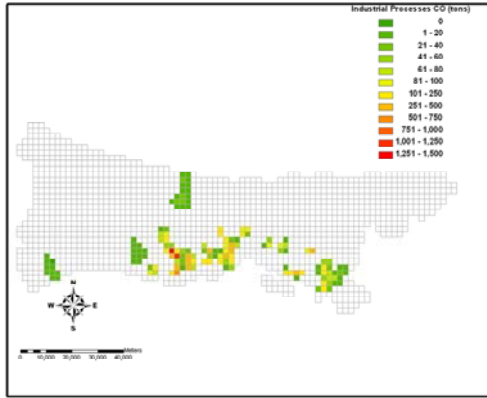 Industrial Processes CO (tons)
0
1 - 20
21 - 40
41 - 60
61 - 80
81 - 100
101 - 250
251 - 500
501 - 750
751 - 1,000
1,001 - 1,250
1,251 - 1,500
N
W E
S
Meters
0 10,000 20,000 30,000 40,000